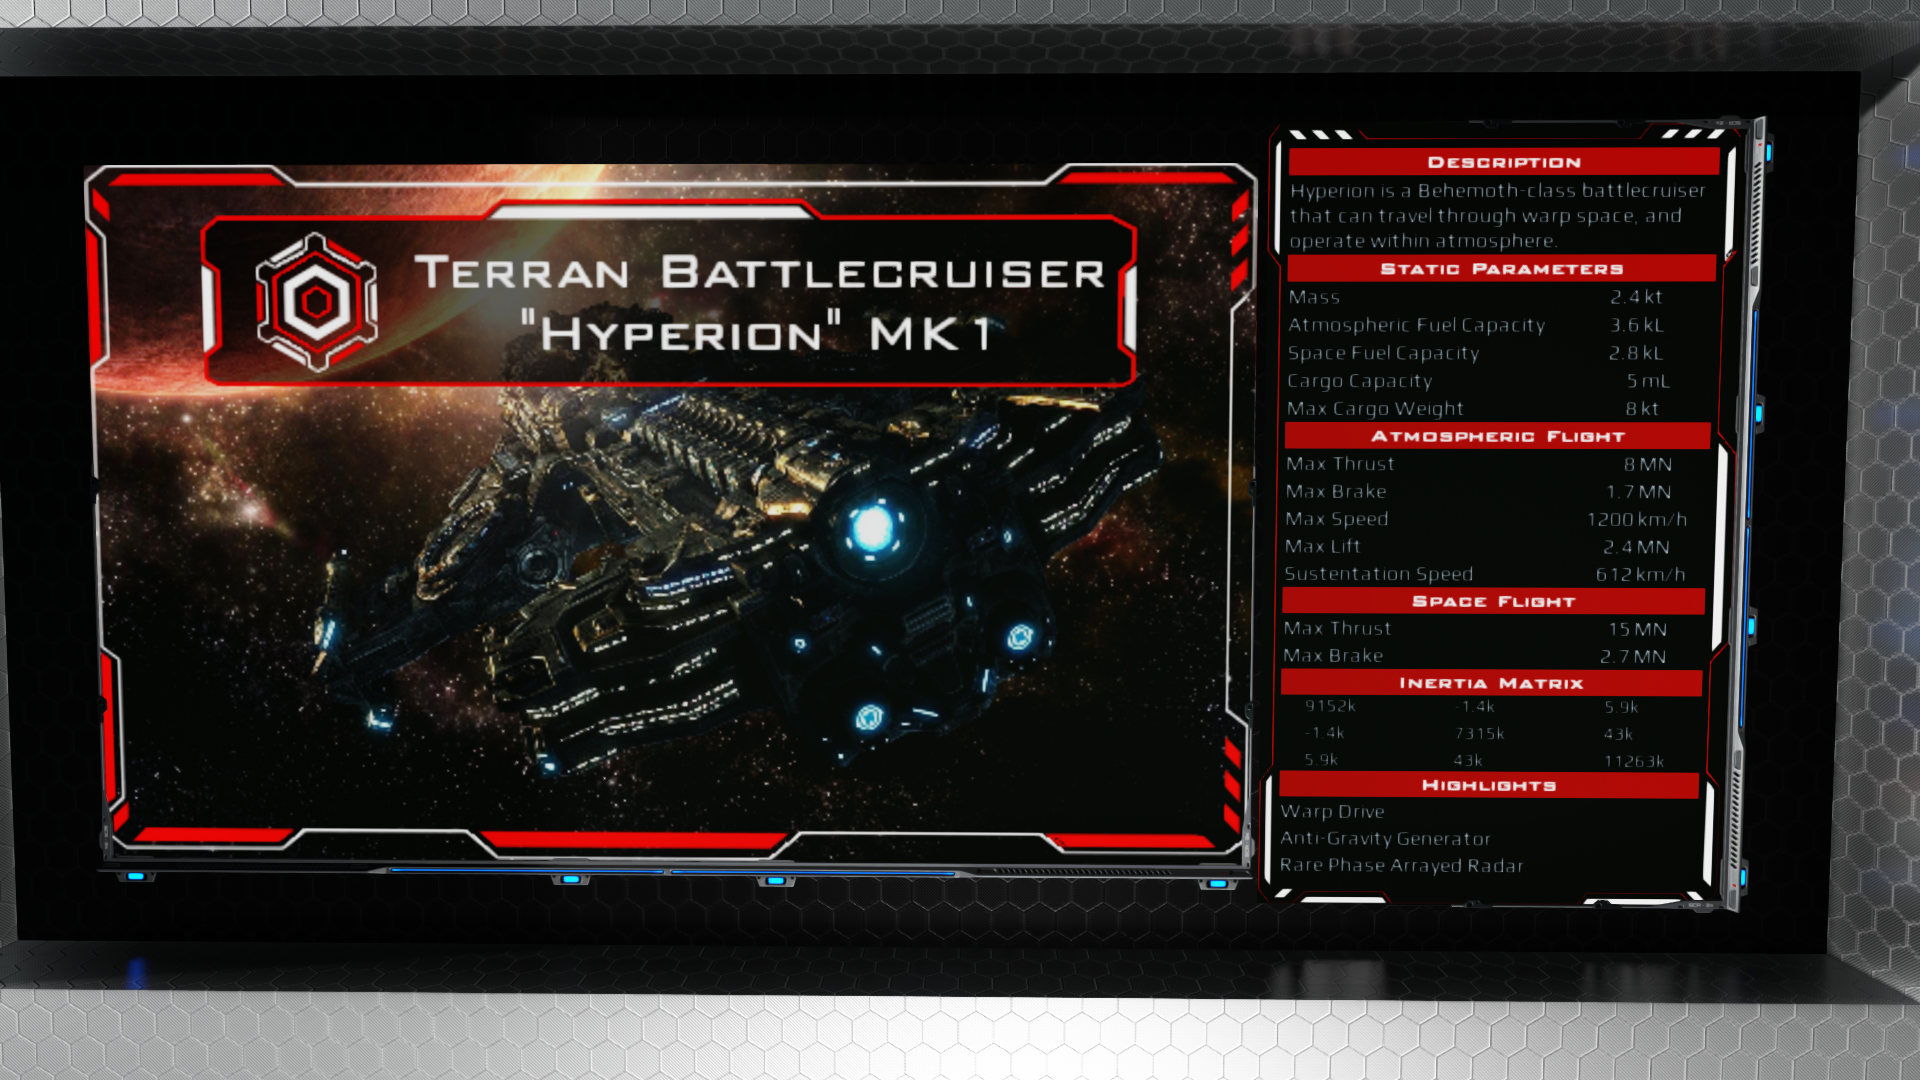 Terran Battlecruiser
"Hyperion" MK1
Description
Hyperion is a Behemoth-class battlecruiser
that can travel through warp space, and
operate within atmosphere.
Static Parameters
Mass 2.4 kt
Atmospheric Fuel Capacity 3.6 kL
Space Fuel Capacity 2.8 kL
Cargo Capacity 5 mL
Max Cargo Weight 8 kt
Atmospheric Flight
Max Thrust 8 MN
Max Brake 1.7 MN
Max Speed 1200 km/h
Max Lift 2.4 MN
Sustentation Speed 612 km/h
Space Flight
Max Thrust 15 MN
Max Brake 2.7 MN
Inertia Matrix
9152k -1.4k 5.9k
-1.4k 7315k 43k
5.9k 43k 11263k
Highlights
Warp Drive
Anti-Gravity Generator
Rare Phase Arrayed Radar